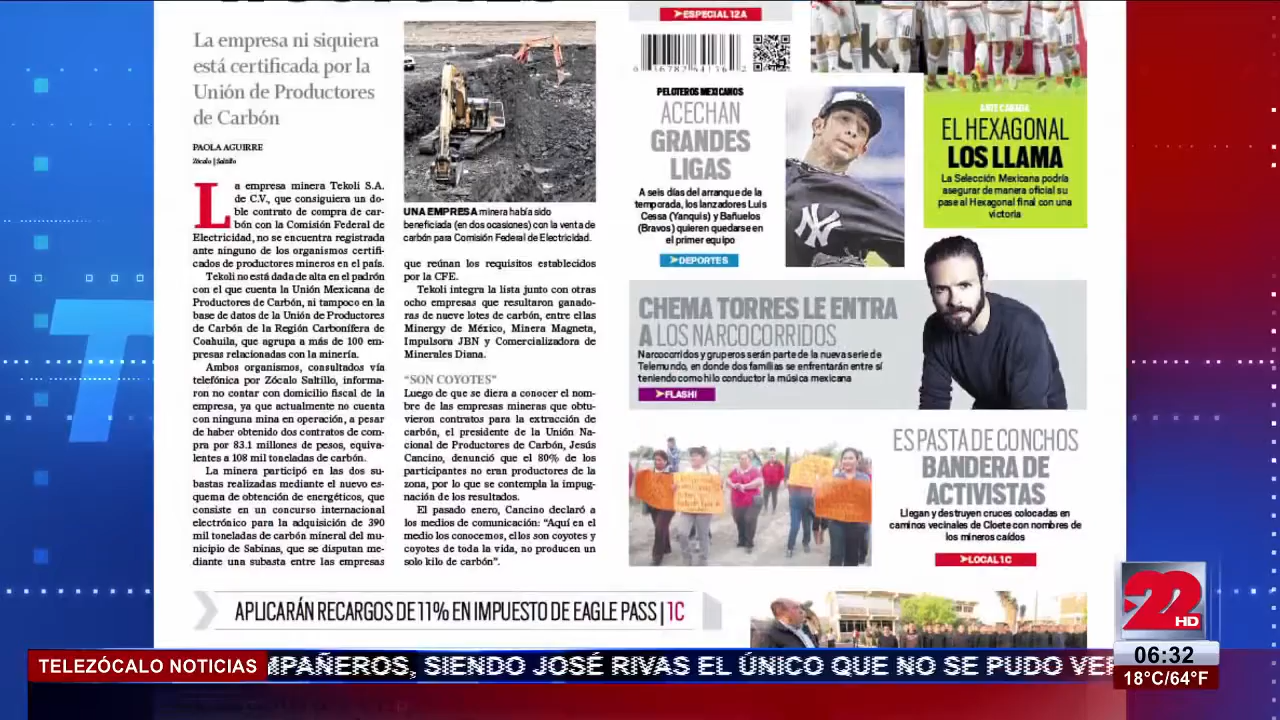 La empresa ni siquiera
está certificada por la
Unión de Productores
de Carbón
PAOLA AGUIRRE
Zócalo | Saltillo
La empresa minera Tekoli S.A.
de C.V., que consiguiera un do-
ble contrato de compra de car-
bón con la Comisión Federal de
Electricidad, no se encuentra registrada
ante ninguno de los organismos certifi-
cados de productores mineros en el país.
Tekoli no está dada de alta en el padrón
con el que cuenta la Unión Mexicana de
Productores de Carbón, ni tampoco en la
base de datos de la Unión de Productores
de Carbón de la Región Carbonífera de
Coahuila, que agrupa a más de 100 em-
presas relacionadas con la minería.
Ambos organismos, consultados vía
telefónica por Zócalo Saltillo, informa-
ron no contar con domicilio fiscal de la
empresa, ya que actualmente no cuenta
con ninguna mina en operación, a pesar
de haber obtenido dos contratos de com-
pra por 83.1 millones de pesos, equiva-
lentes a 108 mil toneladas de carbón.
La minera participó en las dos su-
bastas realizadas mediante el nuevo es-
quema de obtención de energéticos, que
consiste en un concurso internacional
electrónico para la adquisición de 390
mil toneladas de carbón mineral del mu-
nicipio de Sabinas, que se disputan me-
diante una subasta entre las empresas
UNA EMPRESA minera había sido
beneficiada (en dos ocasiones) con la venta de
carbón para Comisión Federal de Electricidad.
que reúnan los requisitos establecidos
por la CFE.
Tekoli integra la lista junto con otras
ocho empresas que resultaron ganado-
ras de nueve lotes de carbón, entre ellas
Minergy de México, Minera Magneta,
Impulsora JBN y Comercializadora de
Minerales Diana.
“SON COYOTES”
Luego de que se diera a conocer el nom-
bre de las empresas mineras que obtu-
vieron contratos para la extracción de
carbón, el presidente de la Unión Na-
cional de Productores de Carbón, Jesús
Cancino, denunció que el 80% de los
participantes no eran productores de la
zona, por lo que se contempla la impug-
nación de los resultados.
El pasado enero, Cancino declaró a
los medios de comunicación: “Aquí en el
medio los conocemos, ellos son coyotes y
coyotes de toda la vida, no producen un
solo kilo de carbón”.
ESPECIAL 12A
PELOTEROS MEXICANOS
ACECHAN
GRANDES
LIGAS
A seis días del arranque de la
temporada, los lanzadores Luis
Cessa (Yanquis) y Bañuelos
(Bravos) quieren quedarse en
el primer equipo
DEPORTES
ANTE CANADÁ
EL HEXAGONAL
LOS LLAMA
La Selección Mexicana podría
asegurar de manera oficial su
pase al Hexagonal final con una
victoria
CHEMA TORRES LE ENTRA
A LOS NARCOCORRIDOS
Narcocorridos y gruperos serán parte de la nueva serie de
Telemundo, en donde dos familias se enfrentarán entre sí
teniendo como hilo conductor la música mexicana
FLASH!
ES PASTA DE CONCHOS
BANDERA DE
ACTIVISTAS
Llegan y destruyen cruces colocadas en
caminos vecinales de Cloete con nombres de
los mineros caídos
LOCAL 1C
APLICARÁN RECARGOS DE 11% EN IMPUESTO DE EAGLE PASS | 1C
22
HD
06:32
18°C/64°F
TELEZÓCALO NOTICIAS
MPAÑEROS, SIENDO JOSÉ RIVAS EL ÚNICO QUE NO SE PUDO VE